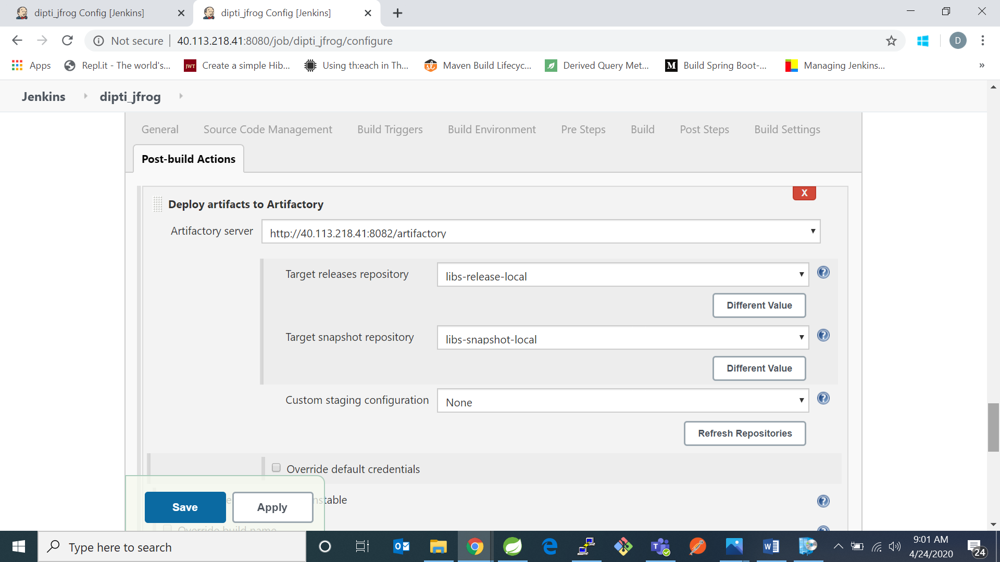 dipti_jfrog Config [Jenkins]
dipti_jfrog Config [Jenkins]
Not secure 40.113.218.41:8080/job/dipti_jfrog/configure
D
Apps
Repl.it - The world's...
JWT
Create a simple Hib...
Using th:each in Th...
Maven Build Lifecyc...
Derived Query Met...
M
Build Spring Boot-...
Managing Jenkins...
»
Jenkins
dipti_jfrog
General
Source Code Management
Build Triggers
Build Environment
Pre Steps
Build
Post Steps
Build Settings
Post-build Actions
X
Deploy artifacts to Artifactory
Artifactory server
http://40.113.218.41:8082/artifactory
Target releases repository
libs-release-local
?
Different Value
Target snapshot repository
libs-snapshot-local
?
Different Value
Custom staging configuration
None
?
Refresh Repositories
Override default credentials
Save
Apply
nstable
?
Override build name
Type here to search
9:01 AM
4/24/2020
24